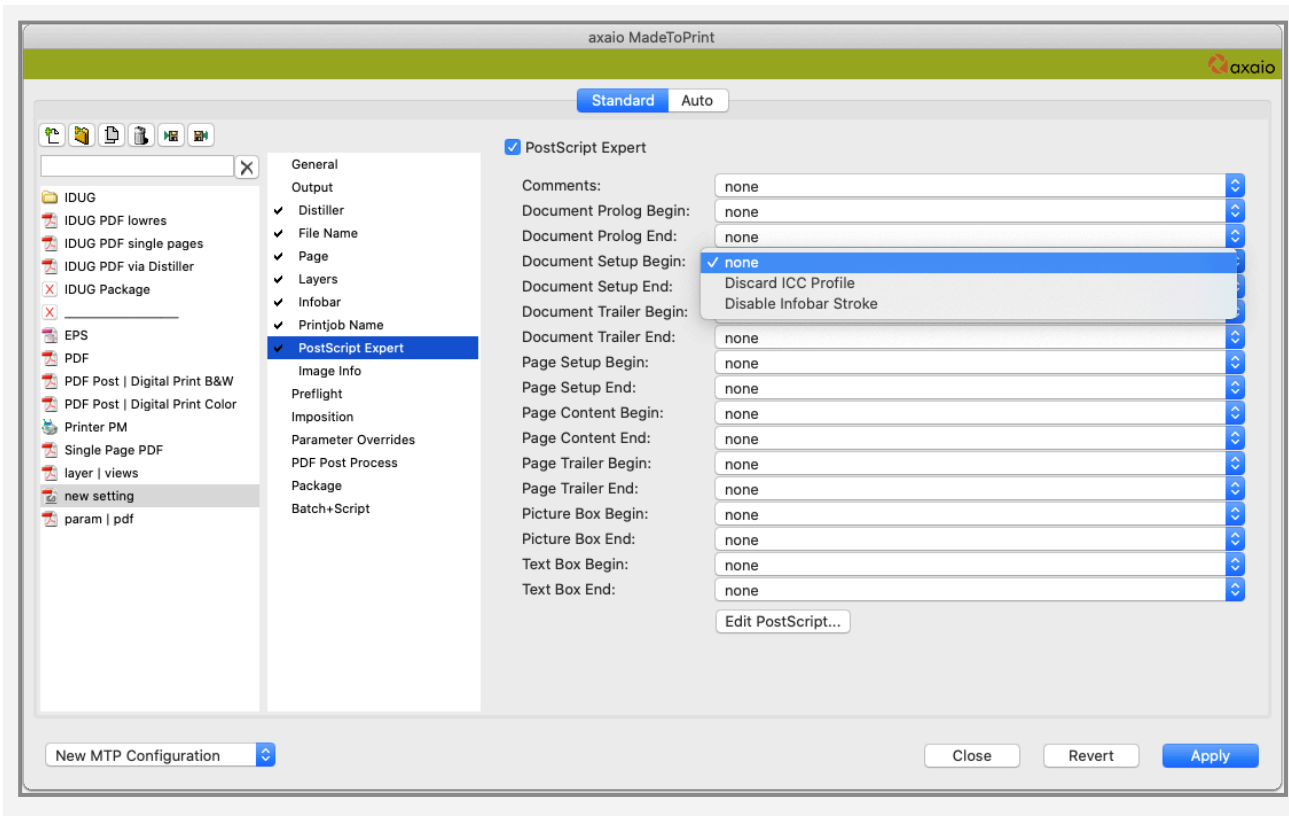 axaio MadeToPrint
axaio
Standard Auto
PostScript Expert
IDUG
IDUG PDF lowres
IDUG PDF single pages
IDUG PDF via Distiller
IDUG Package
_________________
EPS
PDF
PDF Post | Digital Print B&W
PDF Post | Digital Print Color
Printer PM
Single Page PDF
layer | views
new setting
param | pdf
General
Output
Distiller
File Name
Page
Layers
Infobar
Printjob Name
PostScript Expert
Image Info
Preflight
Imposition
Parameter Overrides
PDF Post Process
Package
Batch+Script
Comments: none
Document Prolog Begin: none
Document Prolog End: none
Document Setup Begin: none
Discard ICC Profile
Disable Infobar Stroke
Document Setup End:
Document Trailer Begin:
Document Trailer End: none
Page Setup Begin: none
Page Setup End: none
Page Content Begin: none
Page Content End: none
Page Trailer Begin: none
Page Trailer End: none
Picture Box Begin: none
Picture Box End: none
Text Box Begin: none
Text Box End: none
Edit PostScript...
New MTP Configuration
Close Revert Apply